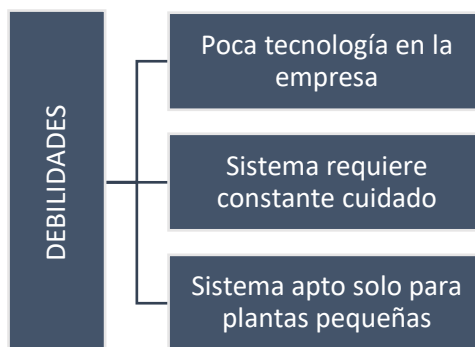 DEBILIDADES
Poca tecnología en la
empresa
Sistema requiere
constante cuidado
Sistema apto solo para
plantas pequeñas